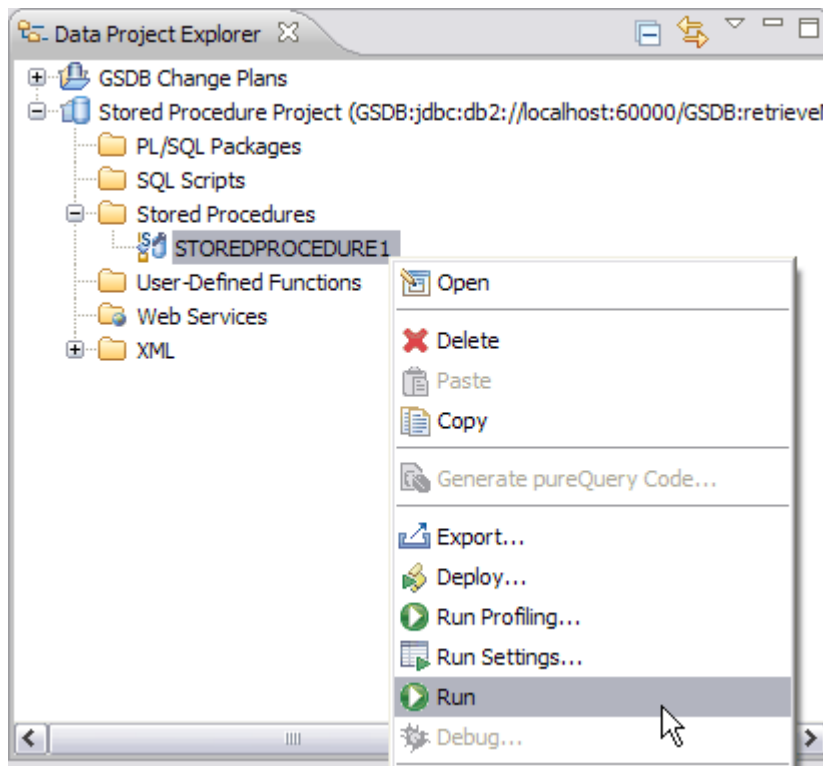 Data Project Explorer
GSDB Change Plans
Stored Procedure Project (GSDB:jdbc:db2://localhost:60000/GSDB:retrieve
PL/SQL Packages
SQL Scripts
Stored Procedures
STOREDPROCEDURE1
User-Defined Functions
Web Services
XML
Open
Delete
Paste
Copy
Generate pureQuery Code...
Export...
Deploy...
Run Profiling...
Run Settings...
Run
Debug...